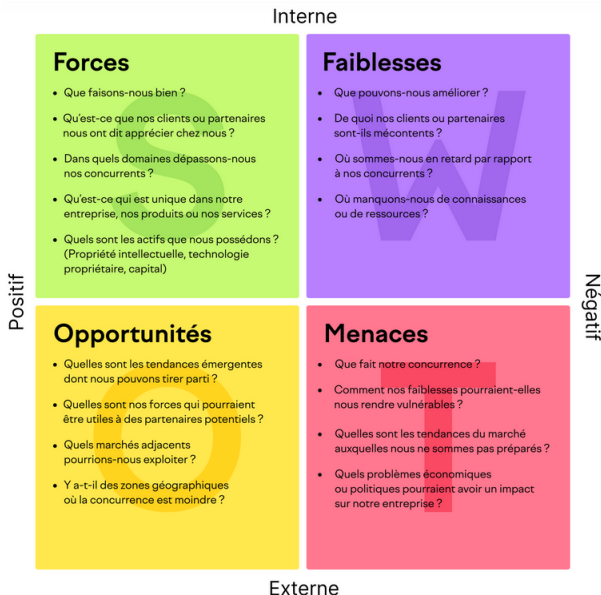 Interne
Forces
• Que faisons-nous bien ?
• Qu'est-ce que nos clients ou partenaires
nous ont dit apprécier chez nous ?
• Dans quels domaines dépassons-nous
nos concurrents ?
• Qu'est-ce qui est unique dans notre
entreprise, nos produits ou nos services ?
• Quels sont les actifs que nous possédons ?
(Propriété intellectuelle, technologie
propriétaire, capital)
S
Faiblesses
• Que pouvons-nous améliorer ?
• De quoi nos clients ou partenaires
sont-ils mécontents ?
• Où sommes-nous en retard par rapport
à nos concurrents ?
• Où manquons-nous de connaissances
ou de ressources ?
W
Positif
Négatif
Opportunités
• Quelles sont les tendances émergentes
dont nous pouvons tirer parti ?
• Quelles sont nos forces qui pourraient
être utiles à des partenaires potentiels ?
• Quels marchés adjacents
pourrions-nous exploiter ?
• Y a-t-il des zones géographiques
où la concurrence est moindre ?
O
Menaces
• Que fait notre concurrence ?
• Comment nos faiblesses pourraient-elles
nous rendre vulnérables ?
• Quelles sont les tendances du marché
auxquelles nous ne sommes pas préparés ?
• Quels problèmes économiques
ou politiques pourraient avoir un impact
sur notre entreprise ?
T
Externe